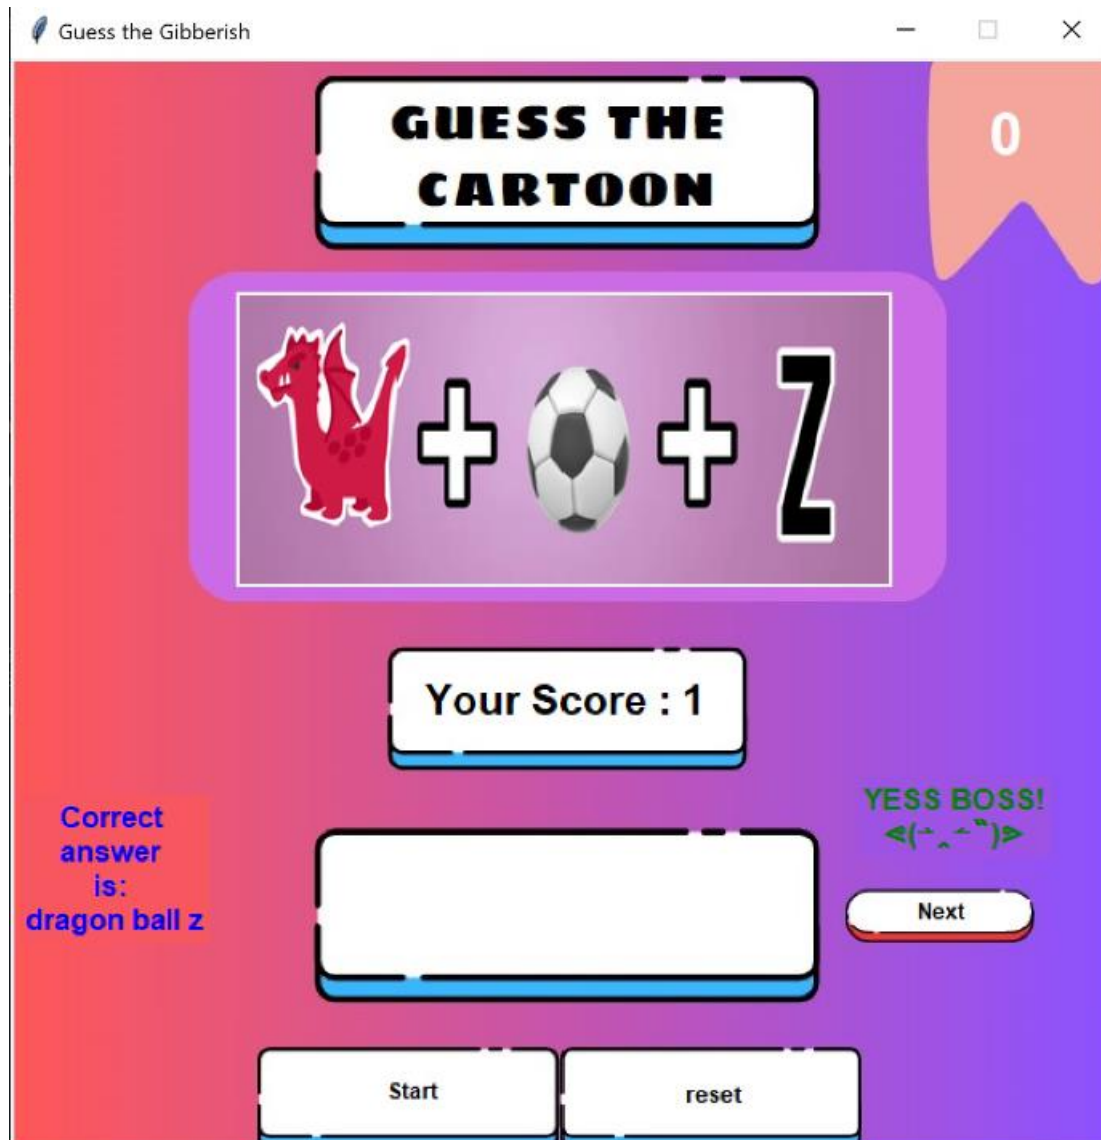 Guess the Gibberish
GUESS THE
CARTOON
0
+ + Z
Your Score : 1
Correct
answer
is:
dragon ball z
YESS BOSS!
Next
Start
reset